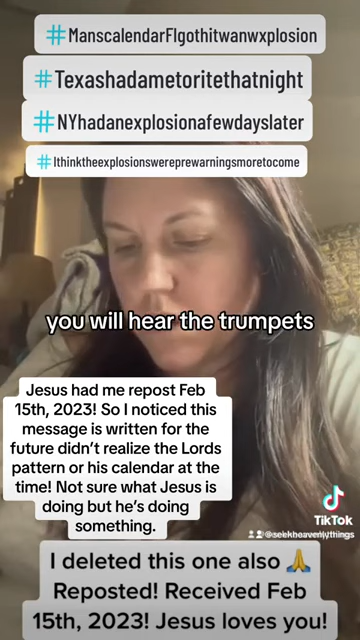 #ManscalendarFlgothitwanwxplosion
#Texashadametoritethatnight
#NYhadanexplosionafewdayslater
#Ithinktheexplosionswereprewarningsmoretocome
you will hear the trumpets
Jesus had me repost Feb
15th, 2023! So I noticed this
message is written for the
future didn't realize the Lords
pattern or his calendar at the
time! Not sure what Jesus is
doing but he's doing
something.
TikTok
@seiekheavenlythings
I deleted this one also 🙏
Reposted! Received Feb
15th, 2023! Jesus loves you!